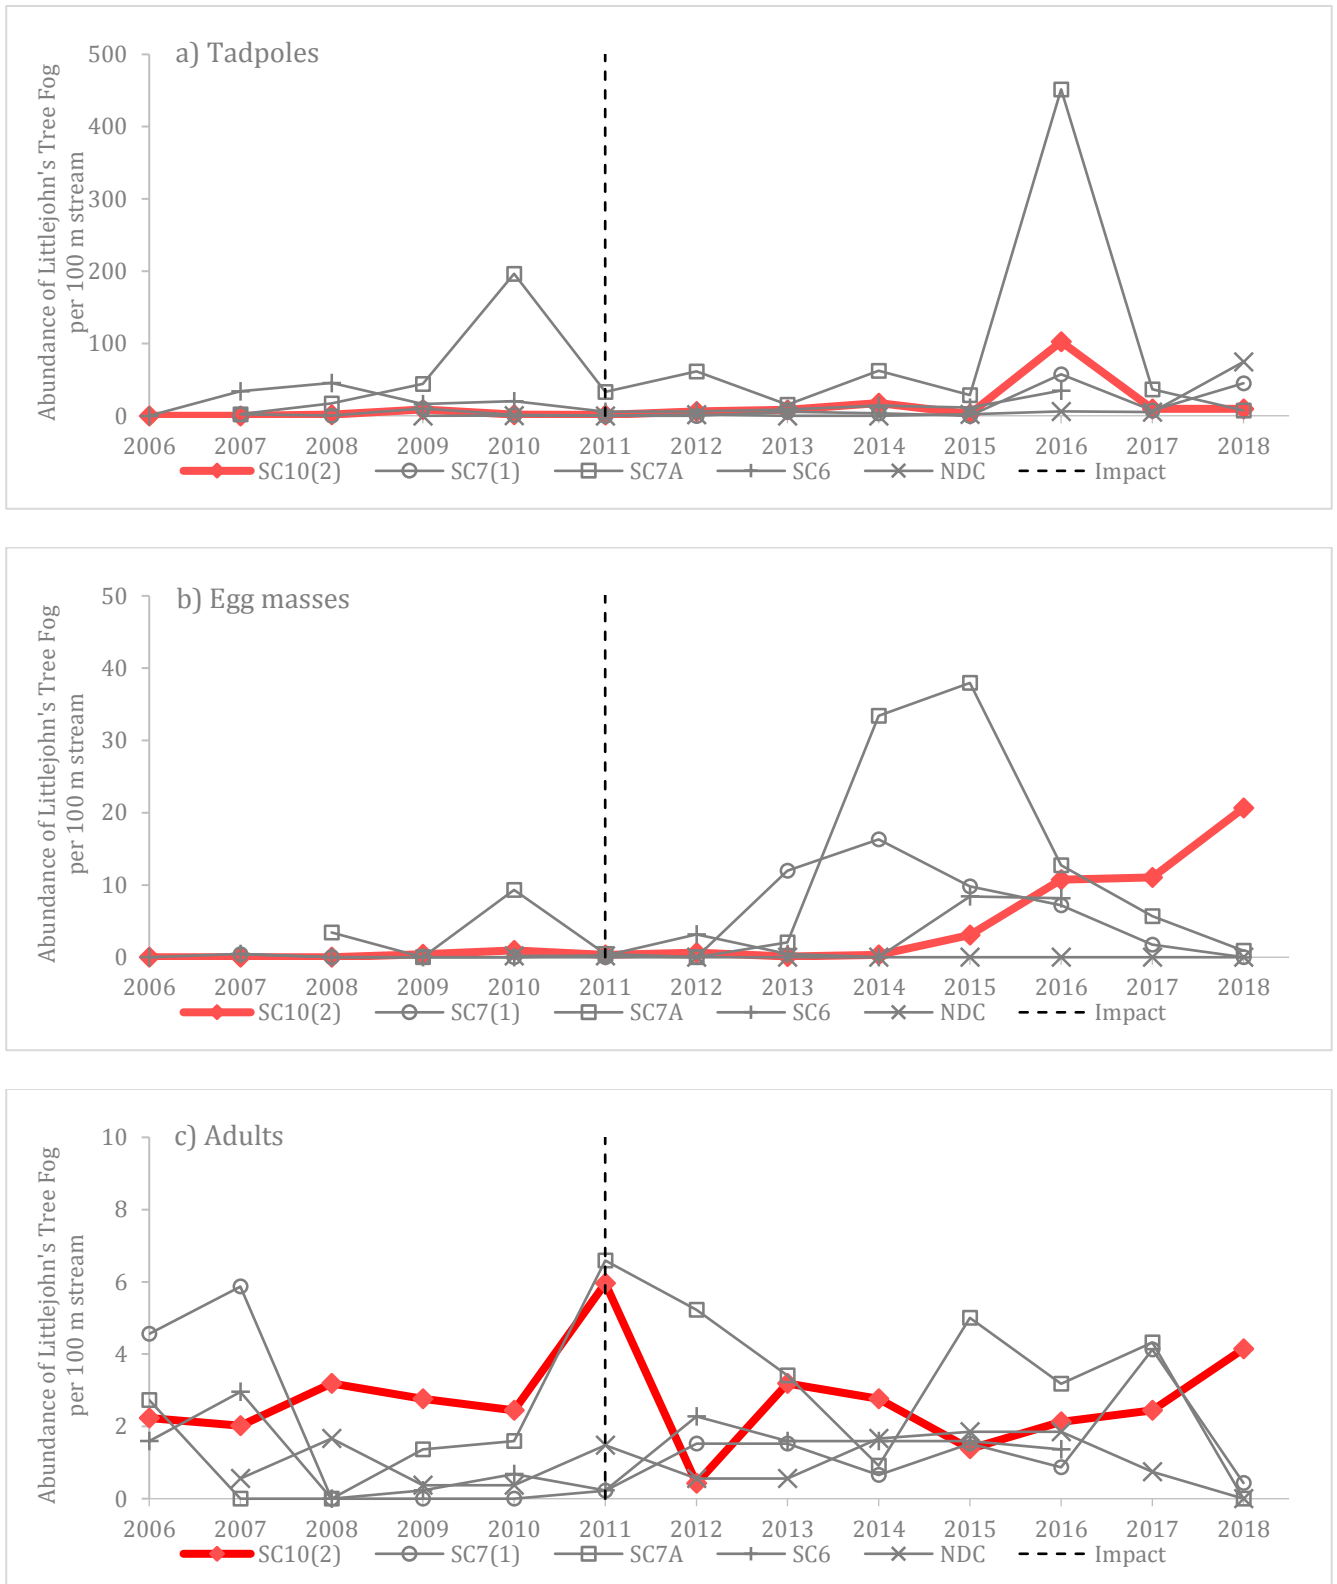 a) Tadpoles
Abundance of Littlejohn's Tree Fog
per 100 m stream
500
400
300
200
100
0
2006 2007 2008 2009 2010 2011 2012 2013 2014 2015 2016 2017 2018
SC10(2) SC7(1) SC7A SC6 NDC Impact
b) Egg masses
Abundance of Littlejohn's Tree Fog
per 100 m stream
50
40
30
20
10
0
2006 2007 2008 2009 2010 2011 2012 2013 2014 2015 2016 2017 2018
SC10(2) SC7(1) SC7A SC6 NDC Impact
c) Adults
Abundance of Littlejohn's Tree Fog
per 100 m stream
10
8
6
4
2
0
2006 2007 2008 2009 2010 2011 2012 2013 2014 2015 2016 2017 2018
SC10(2) SC7(1) SC7A SC6 NDC Impact